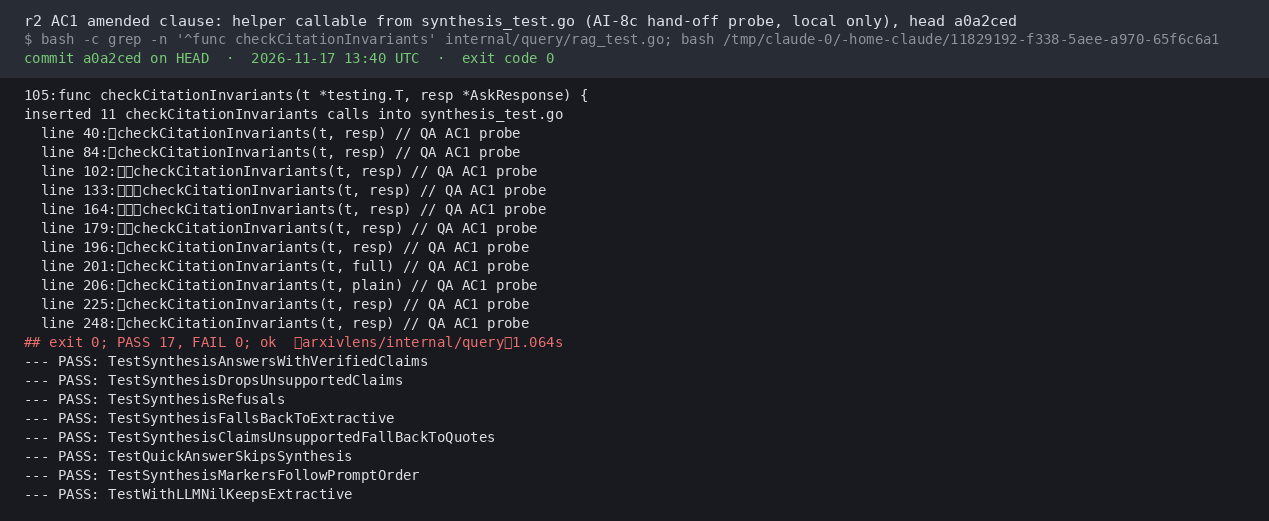 r2 AC1 amended clause: helper callable from synthesis_test.go (AI-8c hand-off probe, local only), head a0a2ced
$ bash -c grep -n '^func checkCitationInvariants' internal/query/rag_test.go; bash /tmp/claude-0/-home-claude/11829192-f338-5aee-a970-65f6c6a1
commit a0a2ced on HEAD · 2026-11-17 13:40 UTC · exit code 0
105:func checkCitationInvariants(t *testing.T, resp *AskResponse) {
inserted 11 checkCitationInvariants calls into synthesis_test.go
line 40:▯checkCitationInvariants(t, resp) // QA AC1 probe
line 84:▯checkCitationInvariants(t, resp) // QA AC1 probe
line 102:▯▯checkCitationInvariants(t, resp) // QA AC1 probe
line 133:▯▯▯checkCitationInvariants(t, resp) // QA AC1 probe
line 164:▯▯▯checkCitationInvariants(t, resp) // QA AC1 probe
line 179:▯▯checkCitationInvariants(t, resp) // QA AC1 probe
line 196:▯checkCitationInvariants(t, resp) // QA AC1 probe
line 201:▯checkCitationInvariants(t, full) // QA AC1 probe
line 206:▯checkCitationInvariants(t, plain) // QA AC1 probe
line 225:▯checkCitationInvariants(t, resp) // QA AC1 probe
line 248:▯checkCitationInvariants(t, resp) // QA AC1 probe
## exit 0; PASS 17, FAIL 0; ok ▯arxivlens/internal/query▯1.064s
--- PASS: TestSynthesisAnswersWithVerifiedClaims
--- PASS: TestSynthesisDropsUnsupportedClaims
--- PASS: TestSynthesisRefusals
--- PASS: TestSynthesisFallsBackToExtractive
--- PASS: TestSynthesisClaimsUnsupportedFallBackToQuotes
--- PASS: TestQuickAnswerSkipsSynthesis
--- PASS: TestSynthesisMarkersFollowPromptOrder
--- PASS: TestWithLLMNilKeepsExtractive